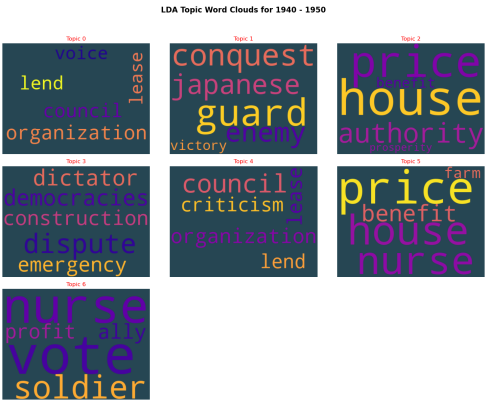 LDA Topic Word Clouds for 1940 - 1950
Topic 0
voice
lend
lease
council
organization
Topic 1
conquest
japanese
guard
enemy
victory
Topic 2
price
benefit
house
authority
prosperity
Topic 3
dictator
democracies
construction
dispute
emergency
Topic 4
council
lease
criticism
organization
lend
Topic 5
farm
price
benefit
house
nurse
Topic 6
nurse
profit
ally
vote
soldier